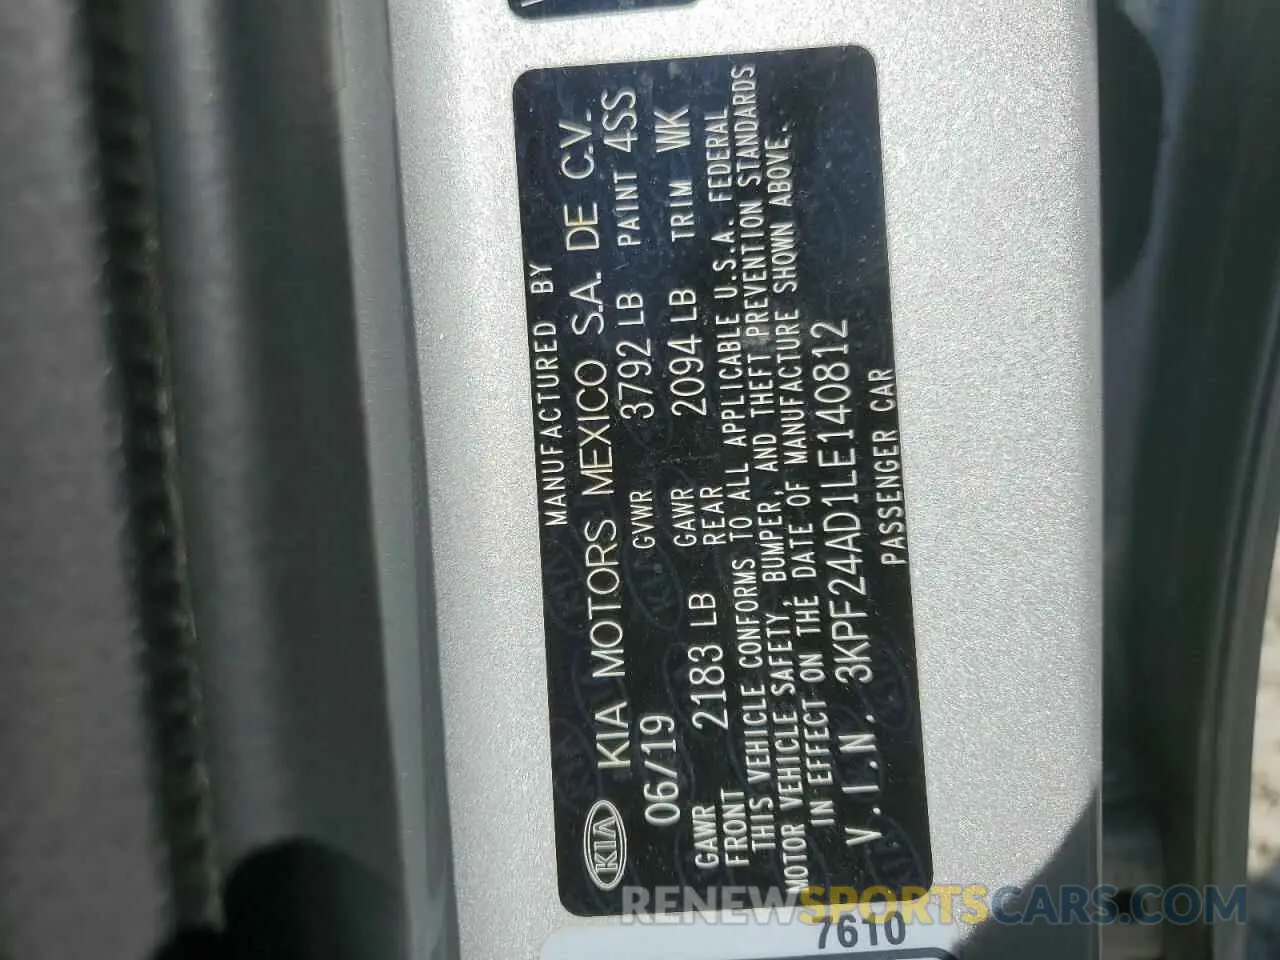 MANUFACTURED BY
KIA KIA MOTORS MEXICO S.A. DE C.V.
06/19 GVWR 3792 LB PAINT 4SS
GAWR FRONT 2183 LB GAWR REAR 2094 LB TRIM WK
THIS VEHICLE CONFORMS TO ALL APPLICABLE U.S.A. FEDERAL
MOTOR VEHICLE SAFETY, BUMPER, AND THEFT PREVENTION STANDARDS
IN EFFECT ON THE DATE OF MANUFACTURE SHOWN ABOVE.
V.I.N. 3KPF24AD1LE140812
PASSENGER CAR
7610
RENEWSPORTSCARS.COM